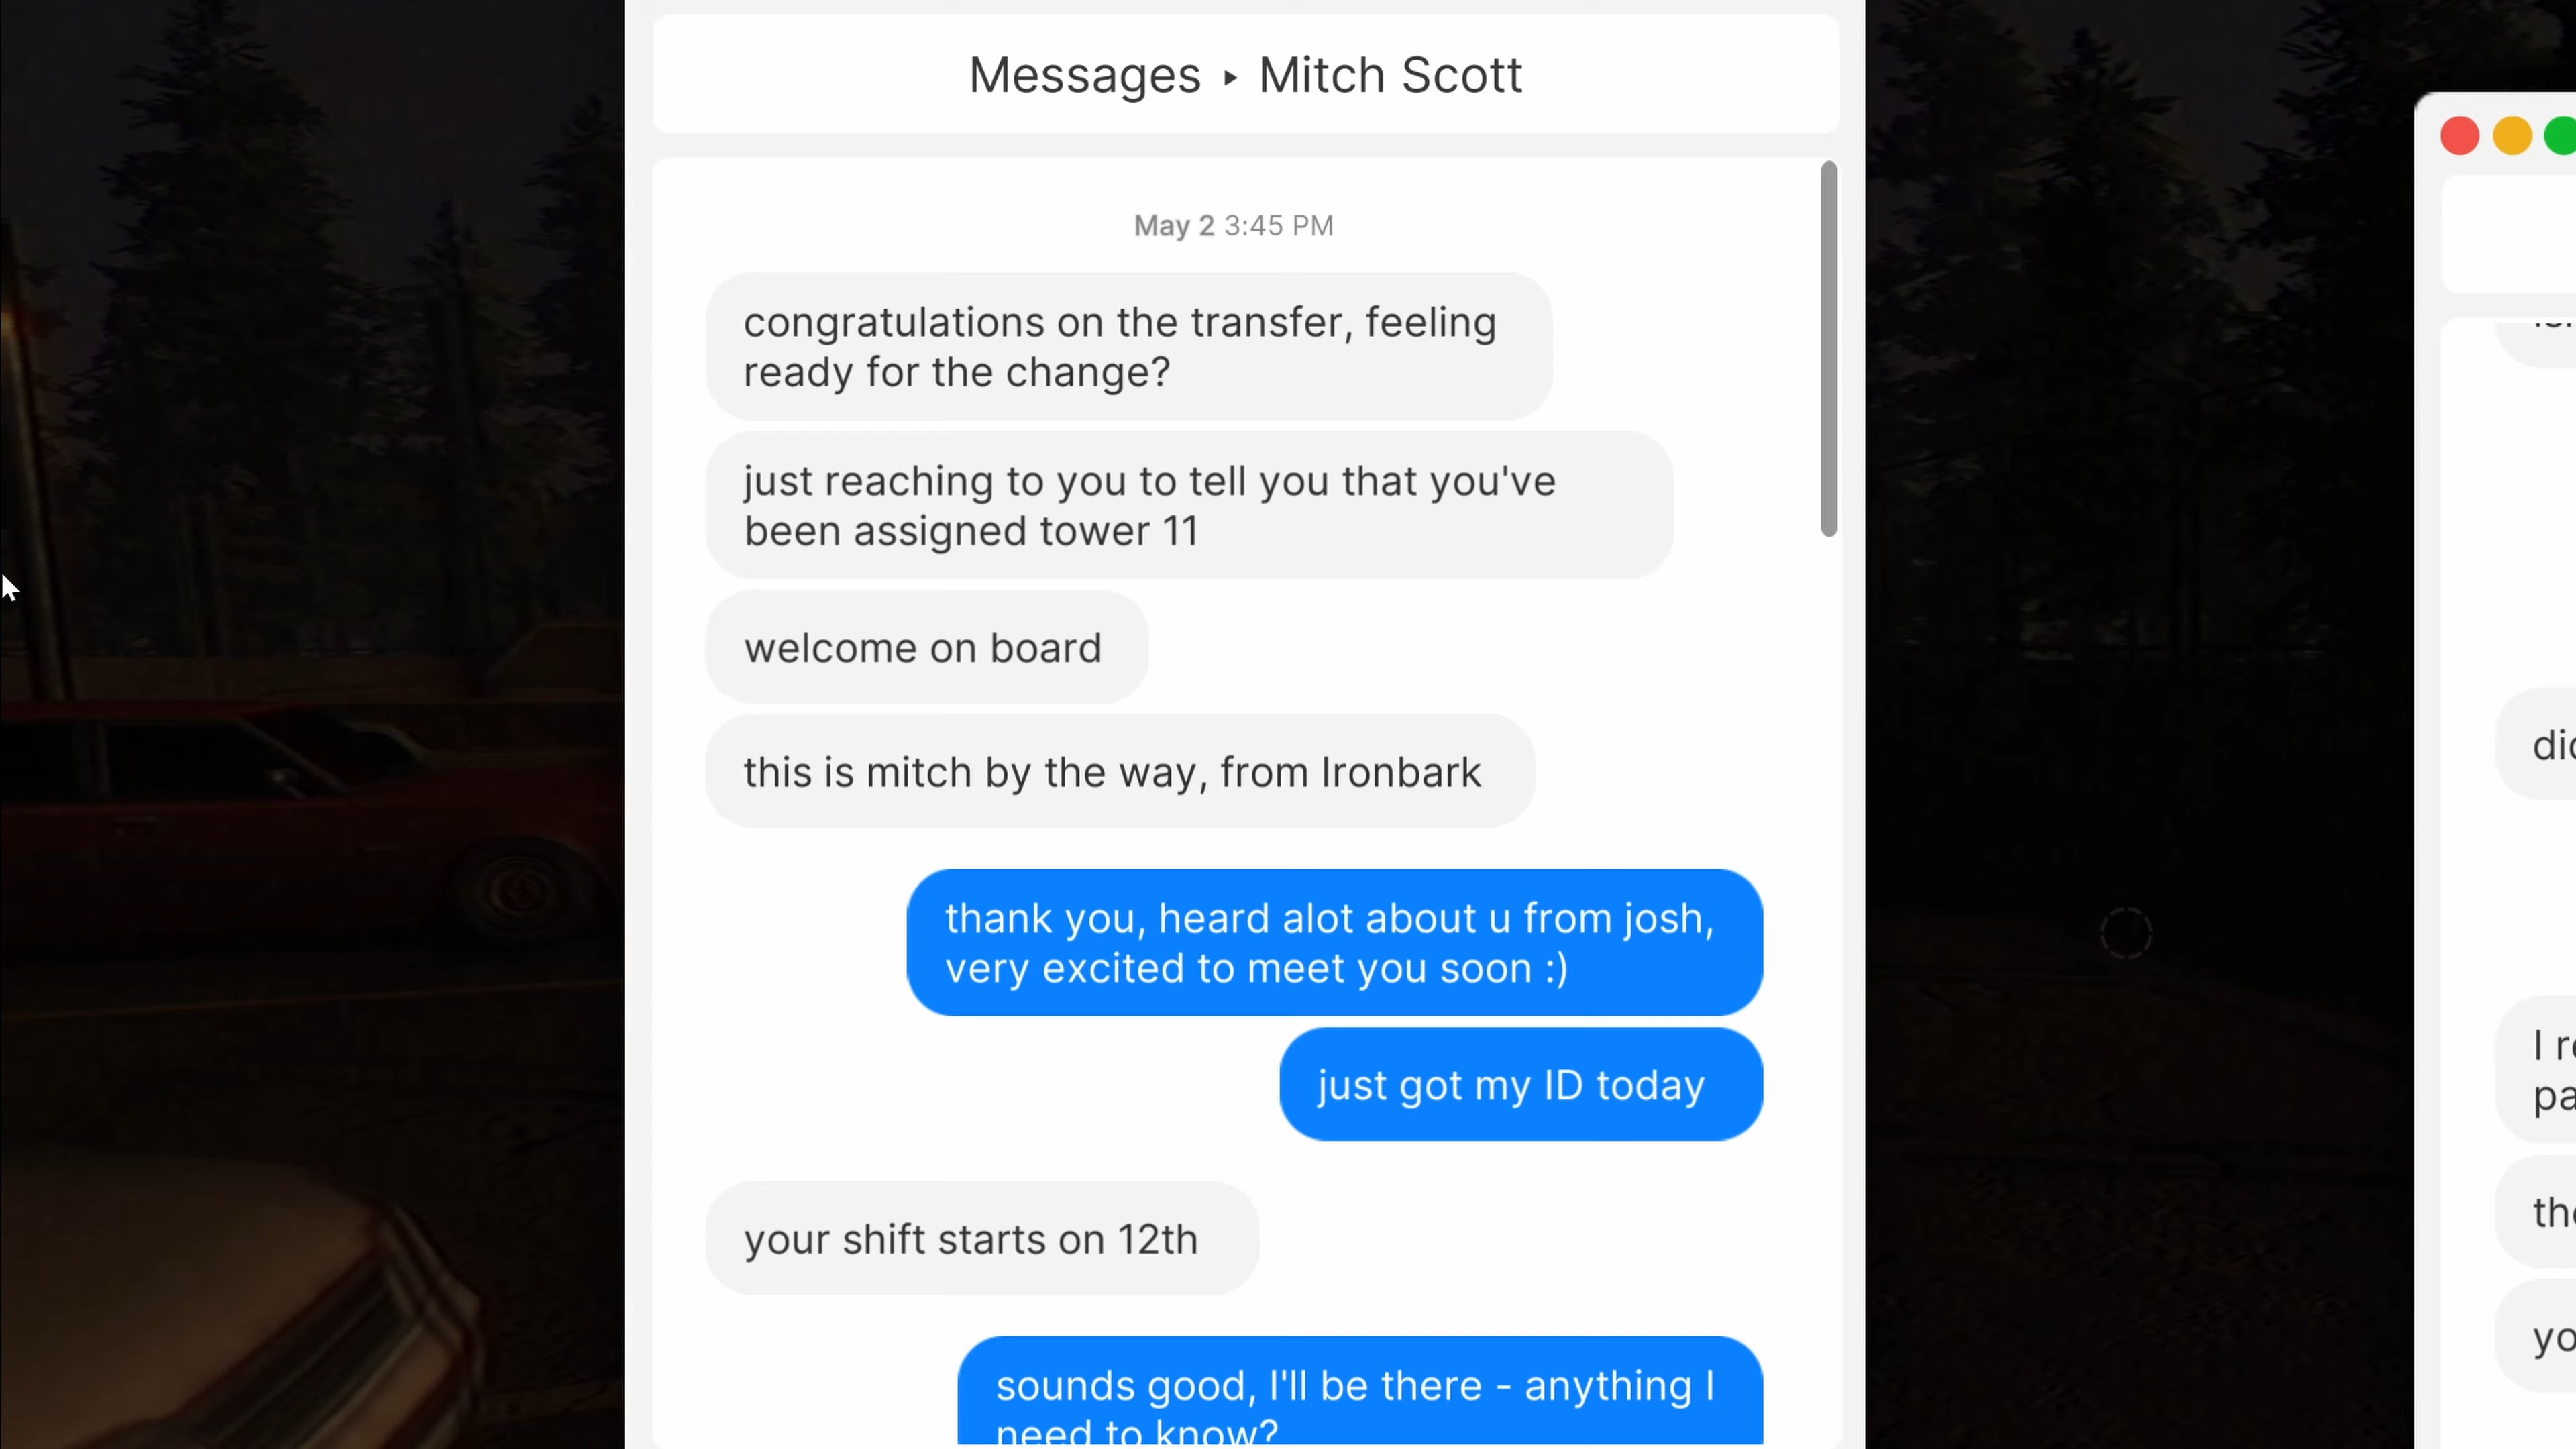 Messages ▸ Mitch Scott
May 2 3:45 PM
congratulations on the transfer, feeling
ready for the change?
just reaching to you to tell you that you've
been assigned tower 11
welcome on board
this is mitch by the way, from Ironbark
thank you, heard alot about u from josh,
very excited to meet you soon :)
just got my ID today
your shift starts on 12th
sounds good, I'll be there - anything I
need to know?
I